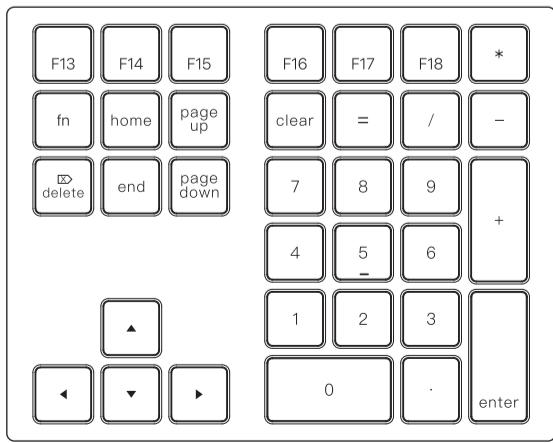 F13 F14 F15 F16 F17 F18 *
fn home page up clear = / −
⌦ delete end page down 7 8 9 +
4 5 6
▲ 1 2 3
◀ ▼ ▶ 0 . enter